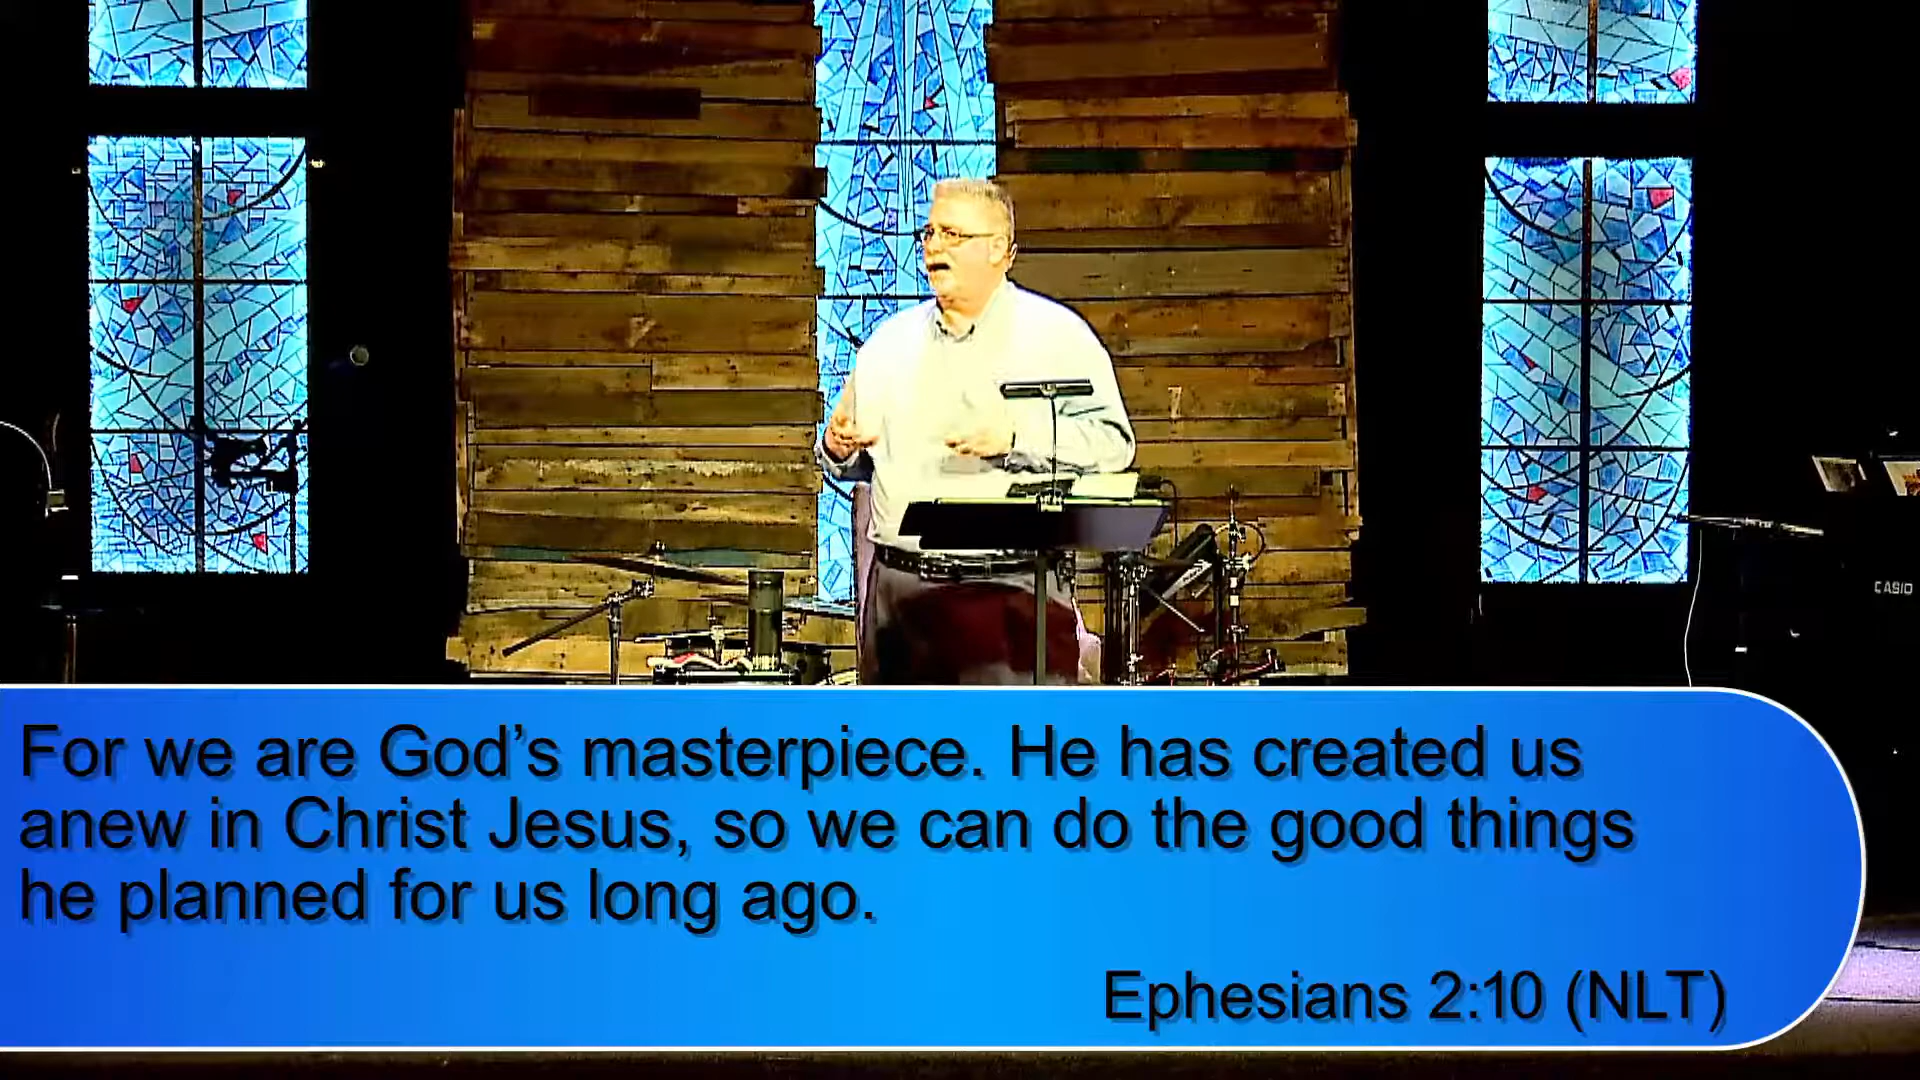 CASIO
For we are God’s masterpiece. He has created us
anew in Christ Jesus, so we can do the good things
he planned for us long ago.
Ephesians 2:10 (NLT)